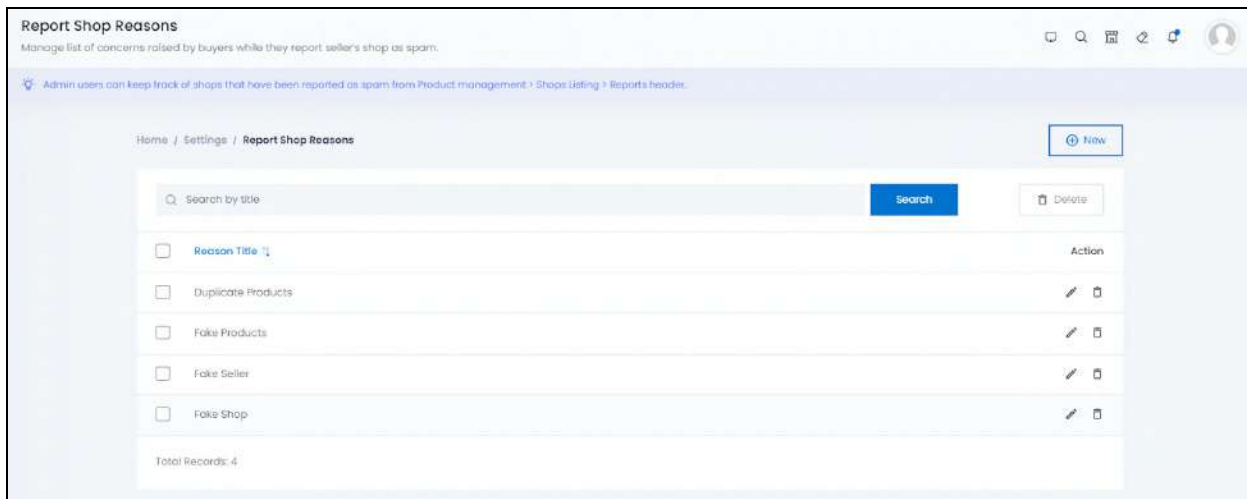 Report Shop Reasons
Manage list of concerns raised by buyers while they report seller's shop as spam.
Admin users can keep track of shops that have been reported as spam from Product management > Shops Listing > Reports header.
Home / Settings / Report Shop Reasons
New
Search by title
Search
Delete
Reason Title
Action
Duplicate Products
Fake Products
Fake Seller
Fake Shop
Total Records: 4